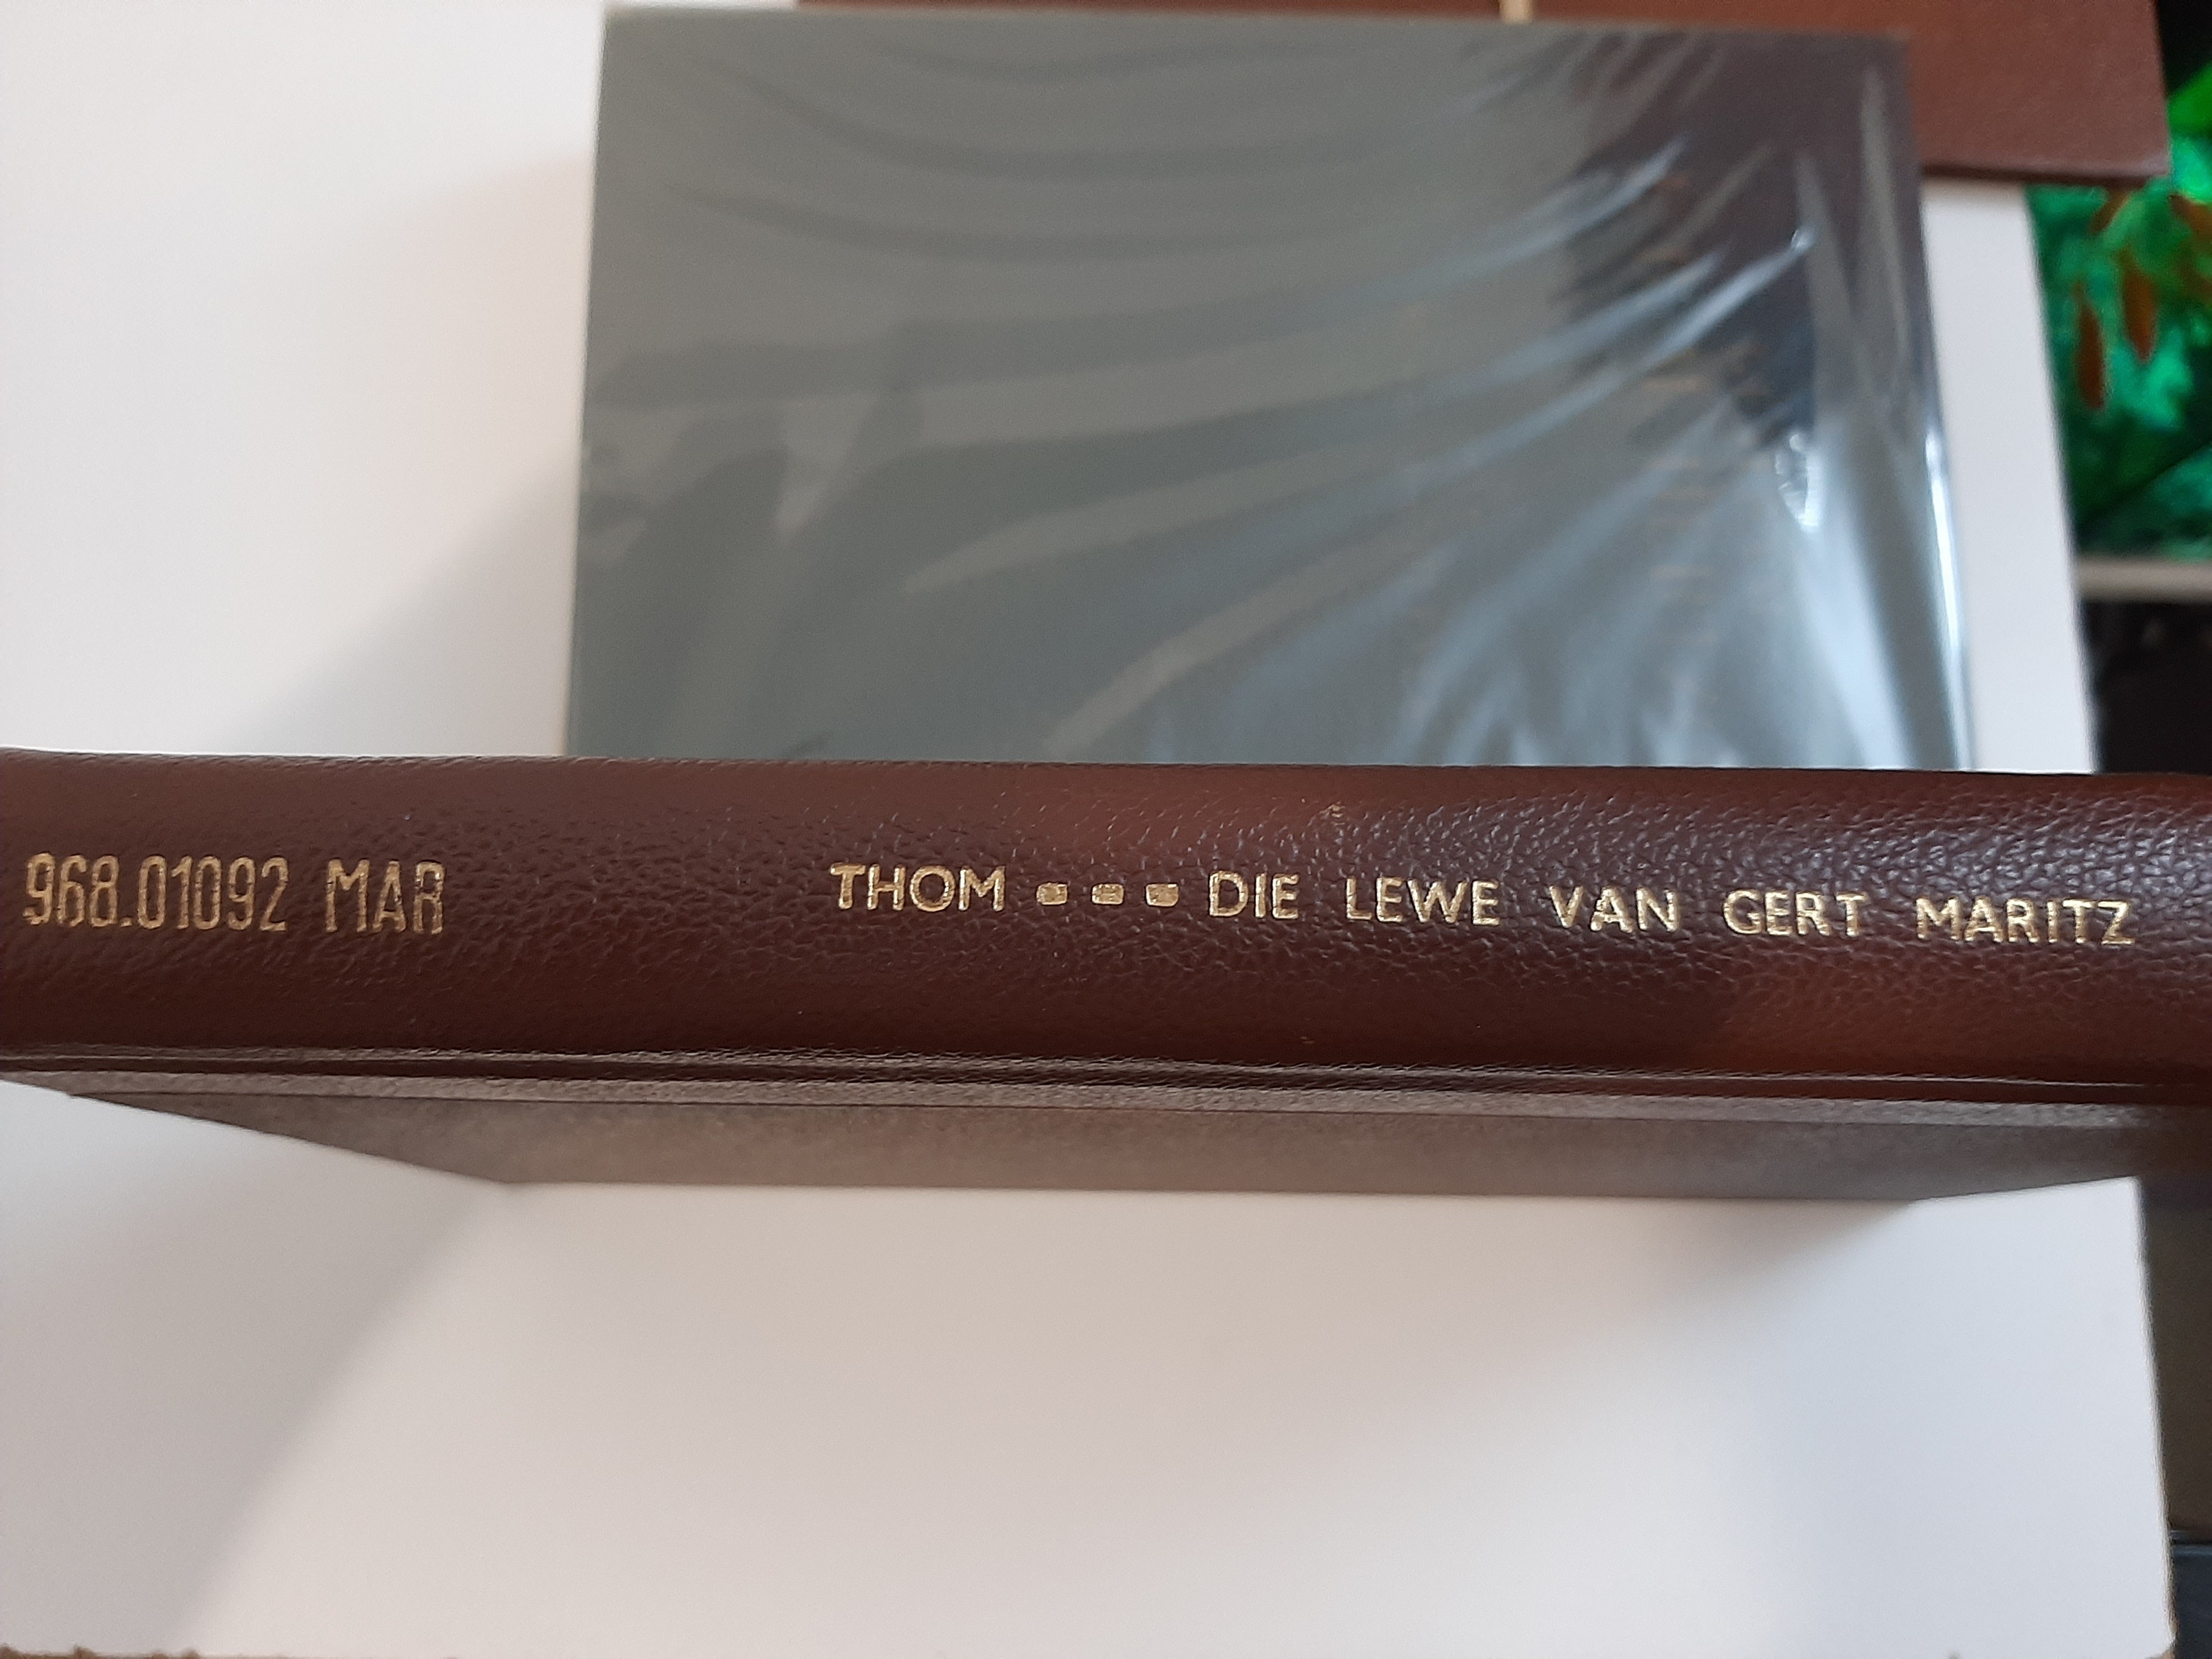 968.01092 MAR THOM ▪▪▪ DIE LEWE VAN GERT MARITZ